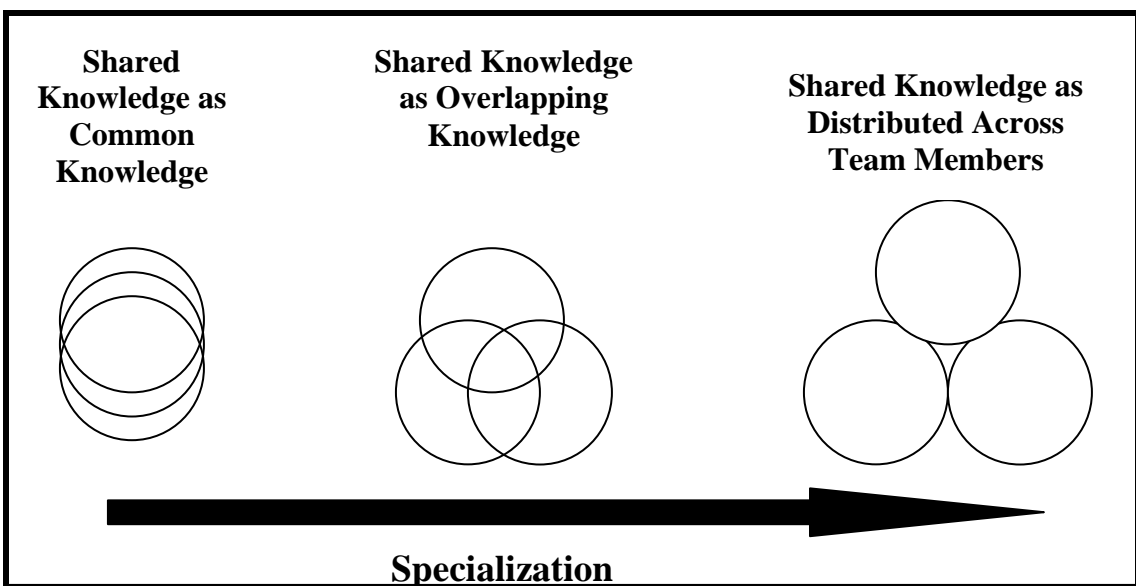 Shared
Knowledge as
Common
Knowledge
Shared Knowledge
as Overlapping
Knowledge
Shared Knowledge as
Distributed Across
Team Members
Specialization